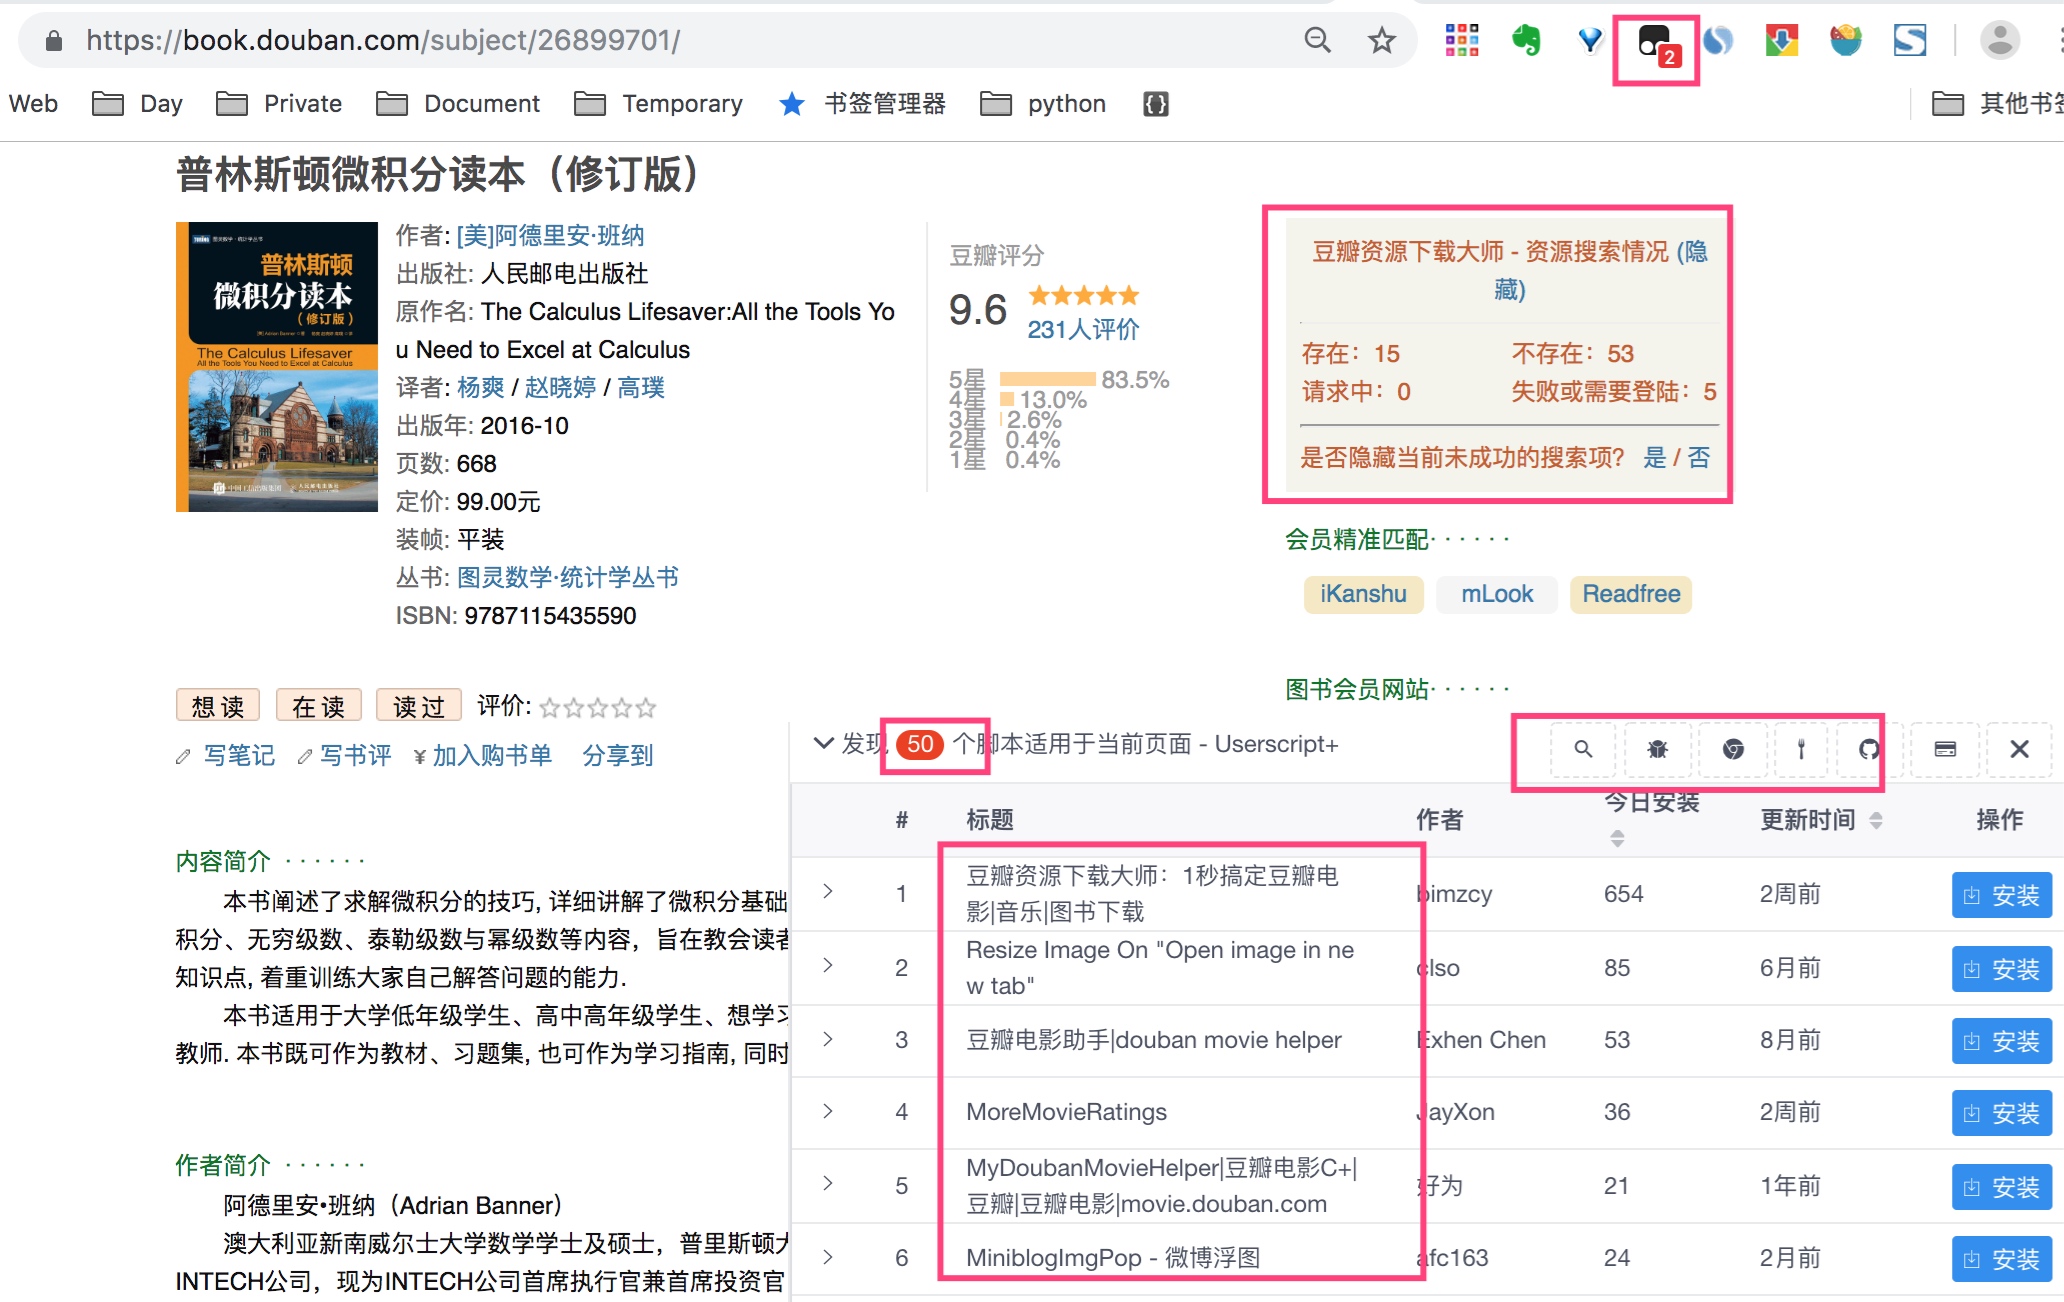 https://book.douban.com/subject/26899701/
2
Web Day Private Document Temporary 书签管理器 python 其他书签
普林斯顿微积分读本（修订版）
普林斯顿
微积分读本
（修订版）
The Calculus Lifesaver
All the Tools You Need to Excel at Calculus
作者: [美]阿德里安·班纳
出版社: 人民邮电出版社
原作名: The Calculus Lifesaver:All the Tools Yo
u Need to Excel at Calculus
译者: 杨爽 / 赵晓婷 / 高璞
出版年: 2016-10
页数: 668
定价: 99.00元
装帧: 平装
丛书: 图灵数学·统计学丛书
ISBN: 9787115435590
豆瓣评分
9.6
231人评价
5星 83.5%
4星 13.0%
3星 2.6%
2星 0.4%
1星 0.4%
豆瓣资源下载大师 - 资源搜索情况 (隐
藏)
存在：15 不存在：53
请求中：0 失败或需要登陆：5
是否隐藏当前未成功的搜索项？ 是 / 否
会员精准匹配· · · · · ·
iKanshu mLook Readfree
图书会员网站· · · · · ·
想读 在读 读过 评价:
写笔记 写书评 ¥加入购书单 分享到
内容简介 · · · · · ·
本书阐述了求解微积分的技巧, 详细讲解了微积分基础
积分、无穷级数、泰勒级数与幂级数等内容，旨在教会读者
知识点, 着重训练大家自己解答问题的能力.
本书适用于大学低年级学生、高中高年级学生、想学习
教师. 本书既可作为教材、习题集, 也可作为学习指南, 同时
作者简介 · · · · · ·
阿德里安•班纳（Adrian Banner）
澳大利亚新南威尔士大学数学学士及硕士，普里斯顿大
INTECH公司，现为INTECH公司首席执行官兼首席投资官
发现 50 个脚本适用于当前页面 - Userscript+
# 标题 作者 今日安装 更新时间 操作
1 豆瓣资源下载大师：1秒搞定豆瓣电
影|音乐|图书下载 bimzcy 654 2周前 安装
2 Resize Image On "Open image in ne
w tab" clso 85 6月前 安装
3 豆瓣电影助手|douban movie helper Exhen Chen 53 8月前 安装
4 MoreMovieRatings JayXon 36 2周前 安装
5 MyDoubanMovieHelper|豆瓣电影C+|
豆瓣|豆瓣电影|movie.douban.com 好为 21 1年前 安装
6 MiniblogImgPop - 微博浮图 afc163 24 2月前 安装